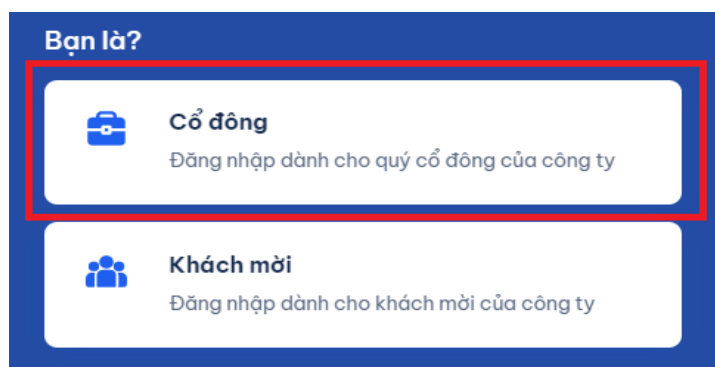 Bạn là?
Cổ đông
Đăng nhập dành cho quý cổ đông của công ty
Khách mời
Đăng nhập dành cho khách mời của công ty